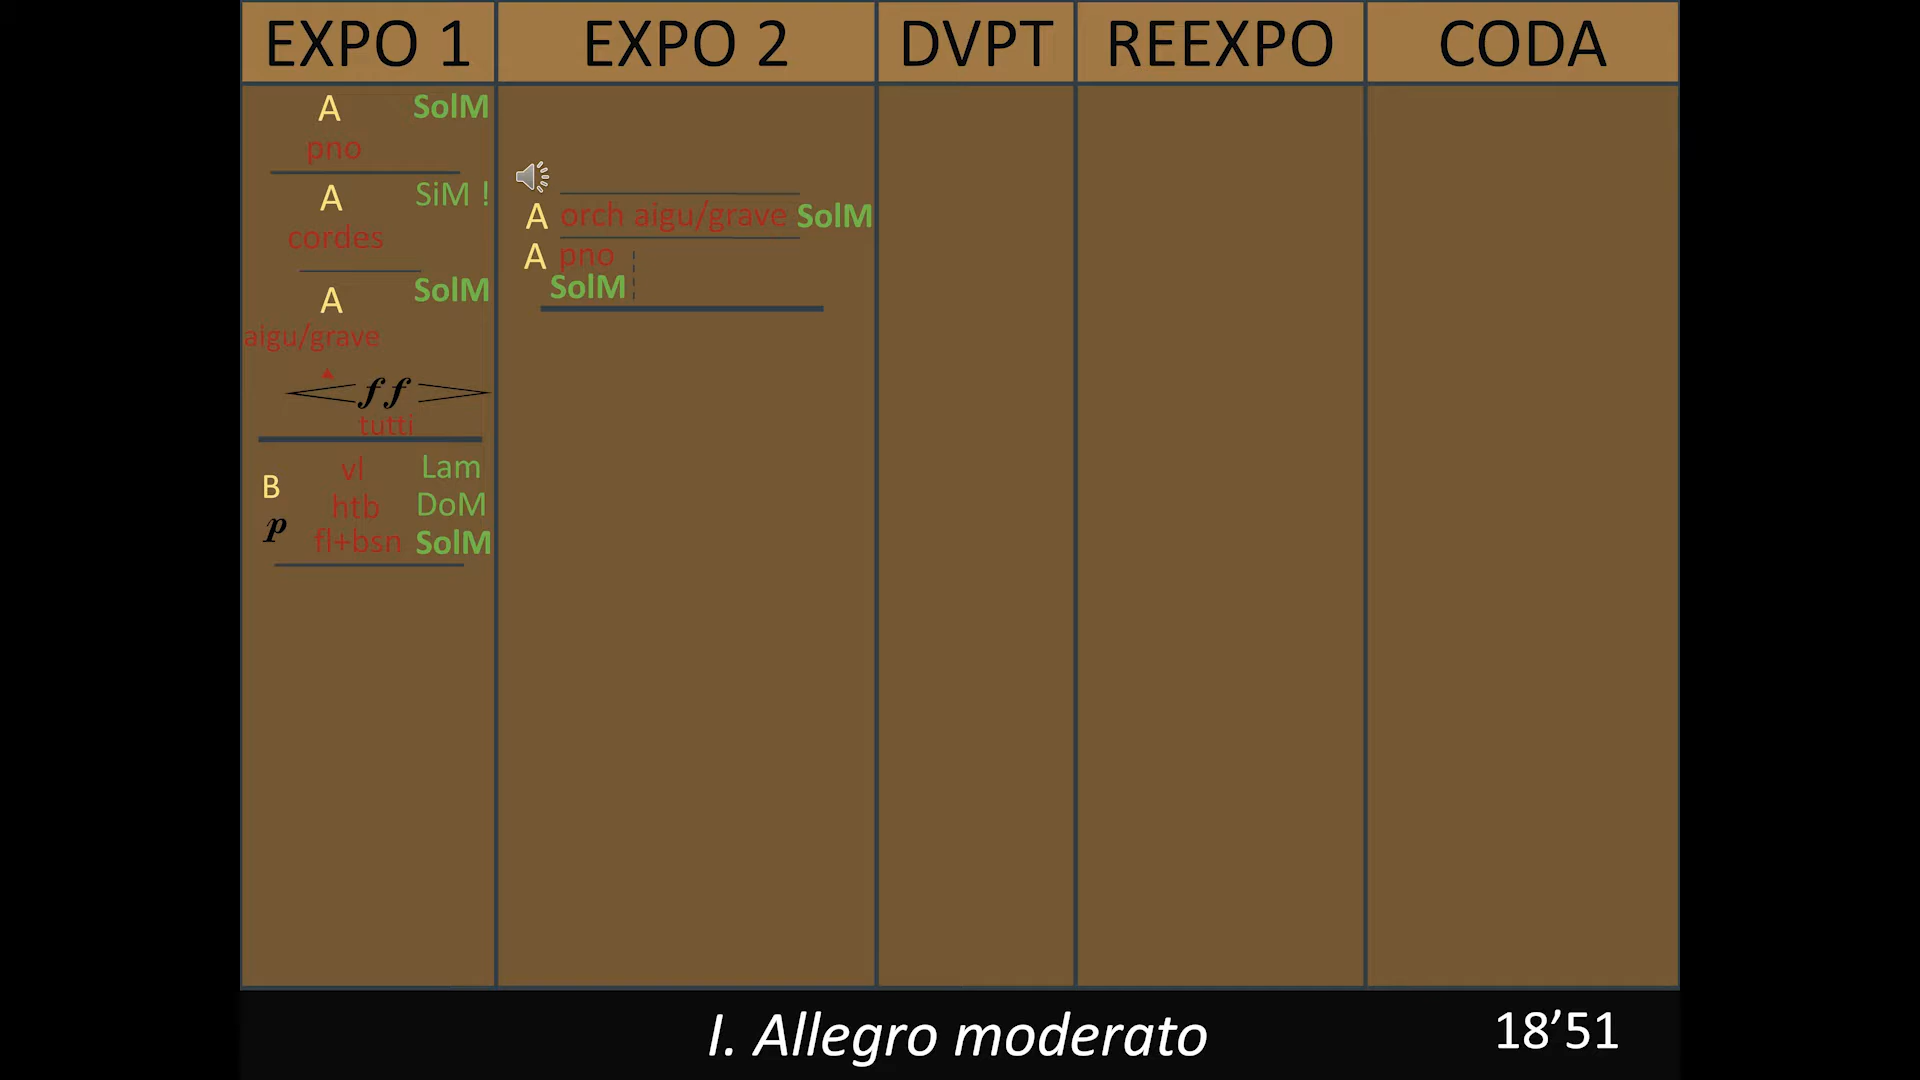 EXPO 1 EXPO 2 DVPT REEXPO CODA
A SolM
pno
A SiM !
cordes
A SolM
aigu/grave
ff
tutti
B vl Lam
htb DoM
p fl+bsn SolM
A orch aigu/grave SolM
A pno
SolM
I. Allegro moderato 18’51